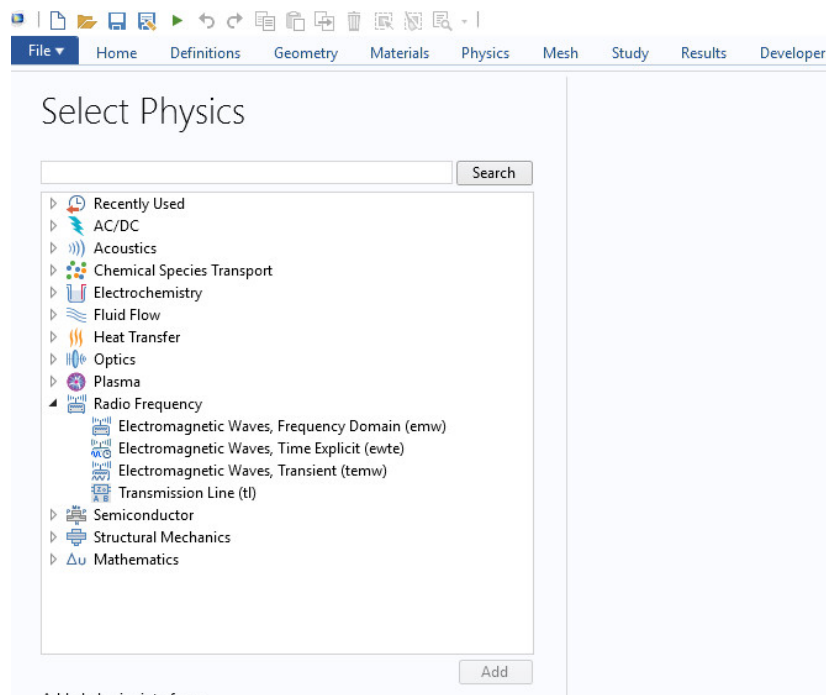 File Home Definitions Geometry Materials Physics Mesh Study Results Developer
Select Physics
Search
Recently Used
AC/DC
Acoustics
Chemical Species Transport
Electrochemistry
Fluid Flow
Heat Transfer
Optics
Plasma
Radio Frequency
Electromagnetic Waves, Frequency Domain (emw)
Electromagnetic Waves, Time Explicit (ewte)
Electromagnetic Waves, Transient (temw)
Transmission Line (tl)
Semiconductor
Structural Mechanics
Δu Mathematics
Add